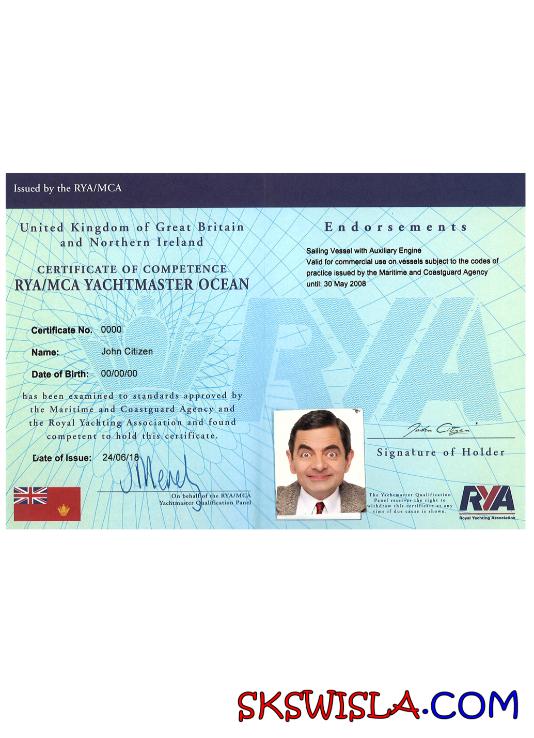 Issued by the RYA/MCA
United Kingdom of Great Britain
and Northern Ireland
CERTIFICATE OF COMPETENCE
RYA/MCA YACHTMASTER OCEAN
Certificate No. 0000
Name: John Citizen
Date of Birth: 00/00/00
has been examined to standards approved by
the Maritime and Coastguard Agency and
the Royal Yachting Association and found
competent to hold this certificate.
Date of Issue: 24/06/18
On behalf of the RYA/MCA
Yachtmaster Qualification Panel
Endorsements
Sailing Vessel with Auxiliary Engine
Valid for commercial use on vessels subject to the codes of
practice issued by the Maritime and Coastguard Agency
until: 30 May 2008
RYA
John Citizen
Signature of Holder
The Yachtmaster Qualification
Panel reserves the right to
withdraw this certificate at any
time if due cause is shown.
RYA
Royal Yachting Association
SKSWISLA.COM